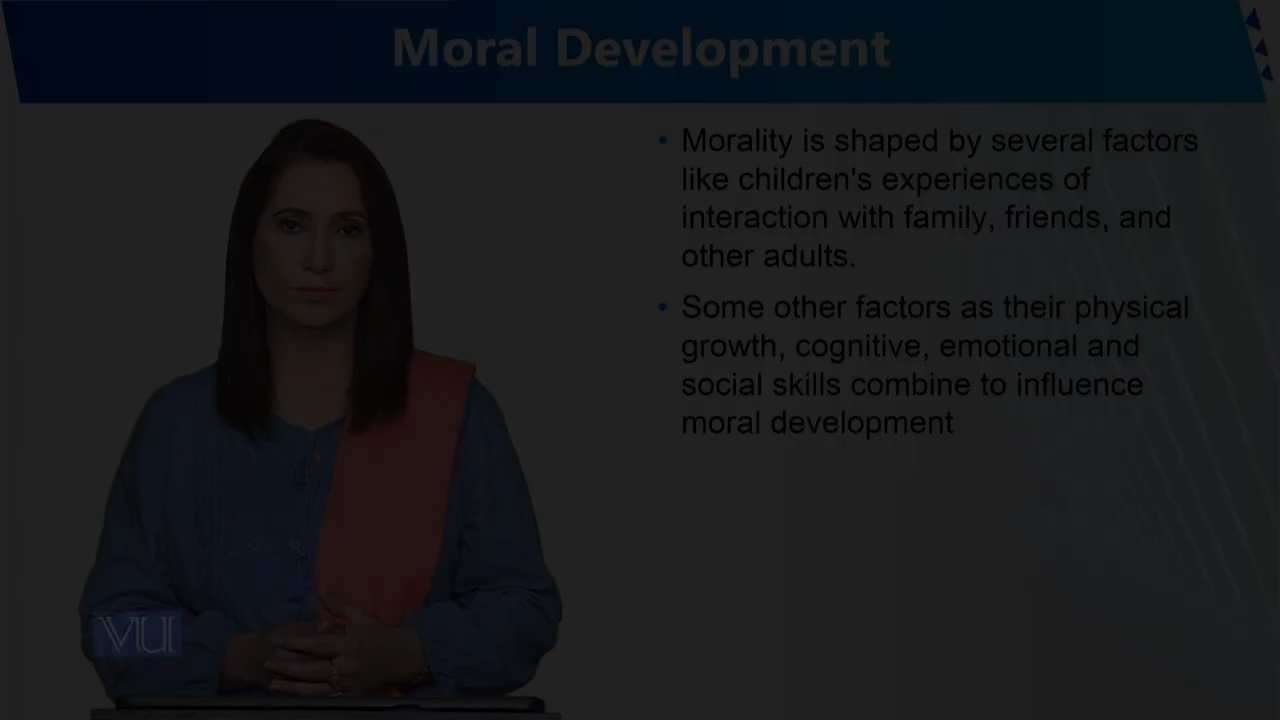 Moral Development
• Morality is shaped by several factors
like children's experiences of
interaction with family, friends, and
other adults.
• Some other factors as their physical
growth, cognitive, emotional and
social skills combine to influence
moral development
VU